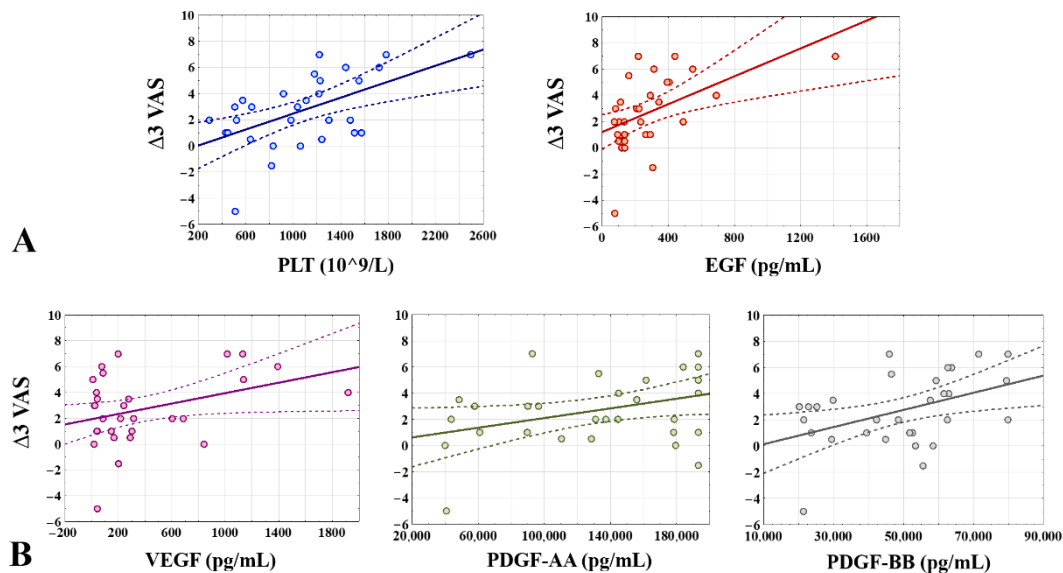 10 8 6 4 2 0 −2 −4 −6
Δ3 VAS
200 600 1000 1400 1800 2200 2600
PLT (10^9/L)
10 8 6 4 2 0 −2 −4 −6
Δ3 VAS
0 400 800 1200 1600
EGF (pg/mL)
A
10 8 6 4 2 0 −2 −4 −6
Δ3 VAS
-200 200 600 1000 1400 1800
VEGF (pg/mL)
10 8 6 4 2 0 −2 −4 −6
20,000 60,000 100,000 140,000 180,000
PDGF-AA (pg/mL)
10 8 6 4 2 0 −2 −4 −6
10,000 30,000 50,000 70,000 90,000
PDGF-BB (pg/mL)
B